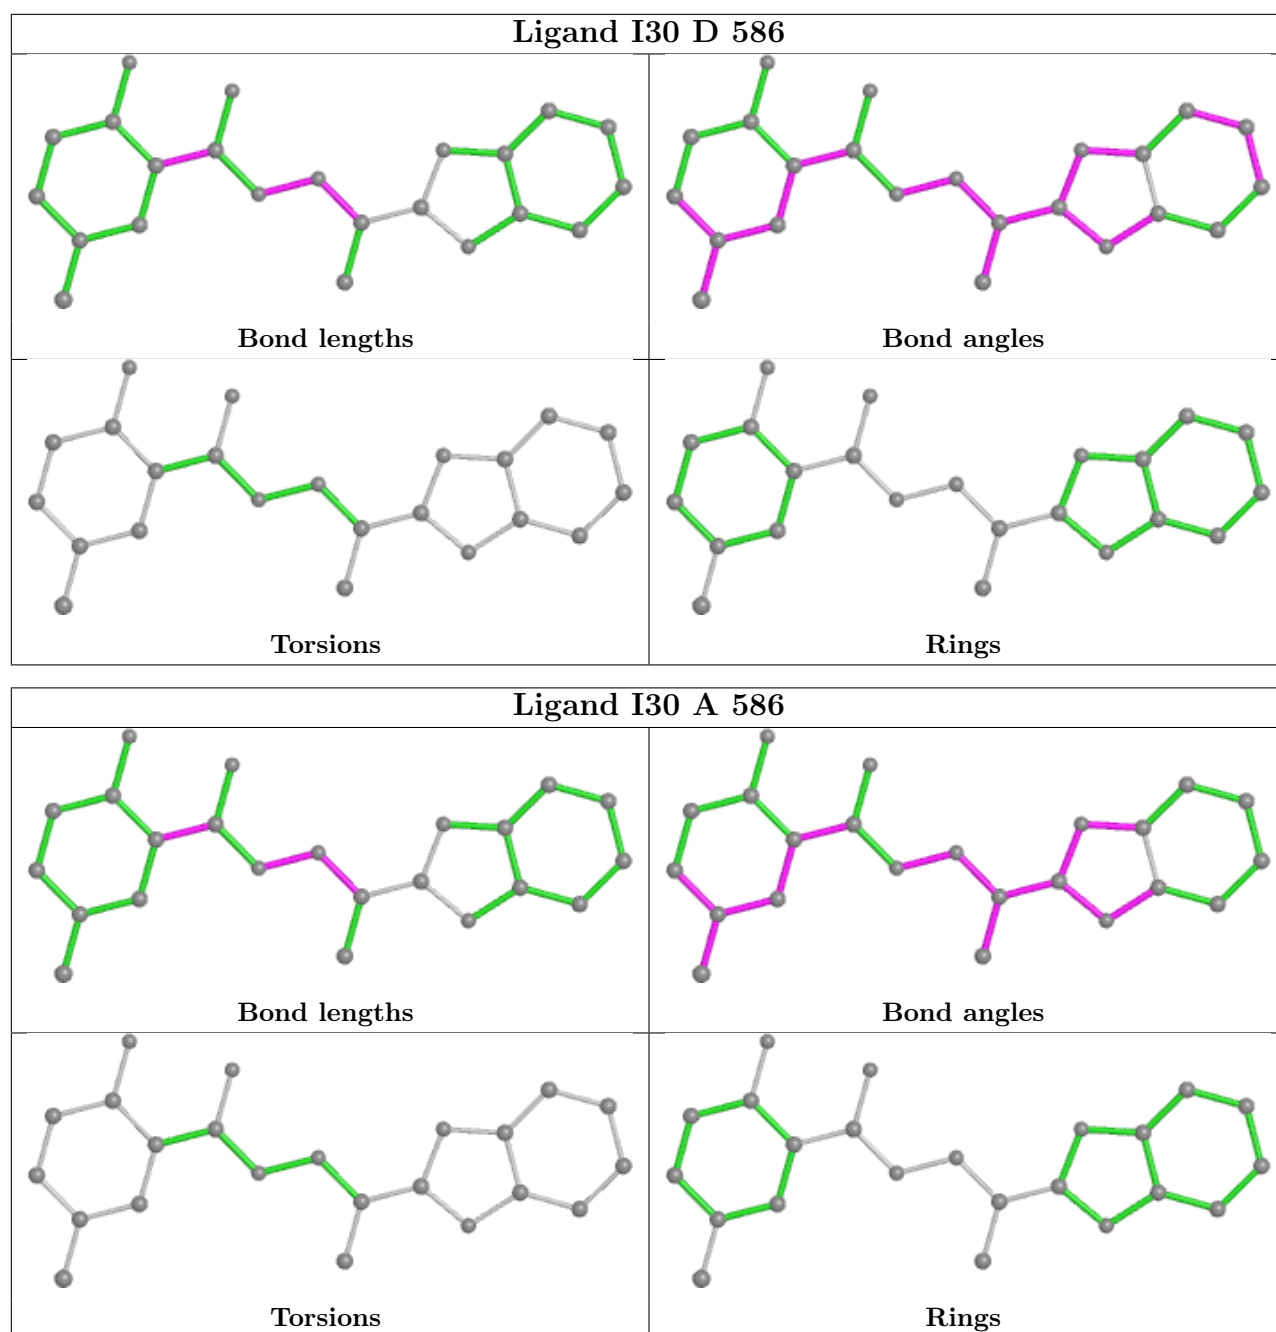 Ligand I30 D 586
Bond lengths
Bond angles
Torsions
Rings
Ligand I30 A 586
Bond lengths
Bond angles
Torsions
Rings